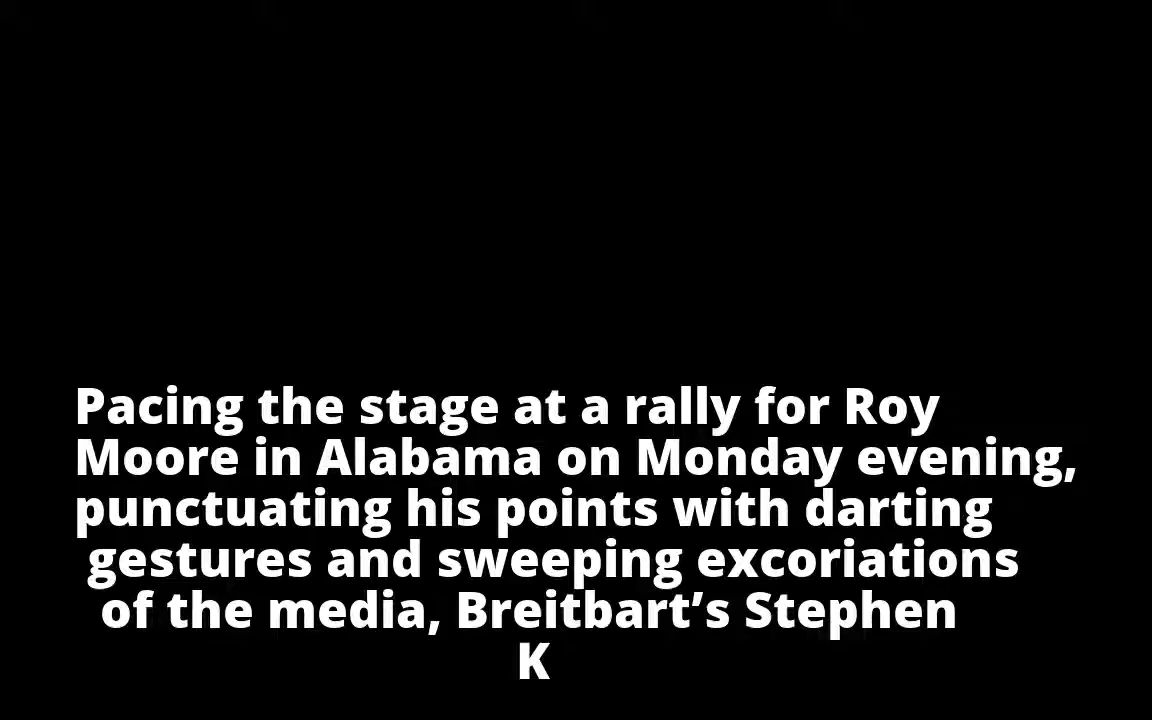 Pacing the stage at a rally for Roy
Moore in Alabama on Monday evening,
punctuating his points with darting
gestures and sweeping excoriations
of the media, Breitbart’s Stephen
K